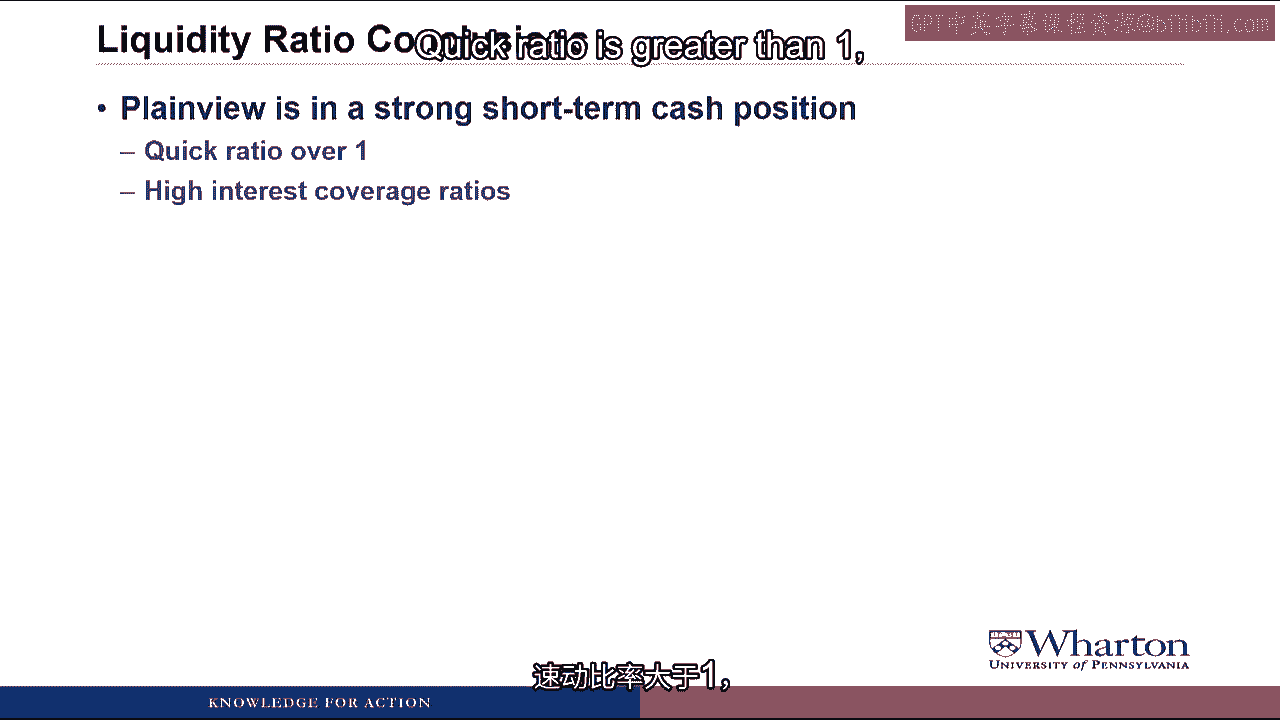 Liquidity Ratio Co
Quick ratio is greater than 1,
GPT中英字幕课程资源@bilibili.com
• Plainview is in a strong short-term cash position
– Quick ratio over 1
– High interest coverage ratios
Wharton
UNIVERSITY of PENNSYLVANIA
速动比率大于1，
KNOWLEDGE FOR ACTION